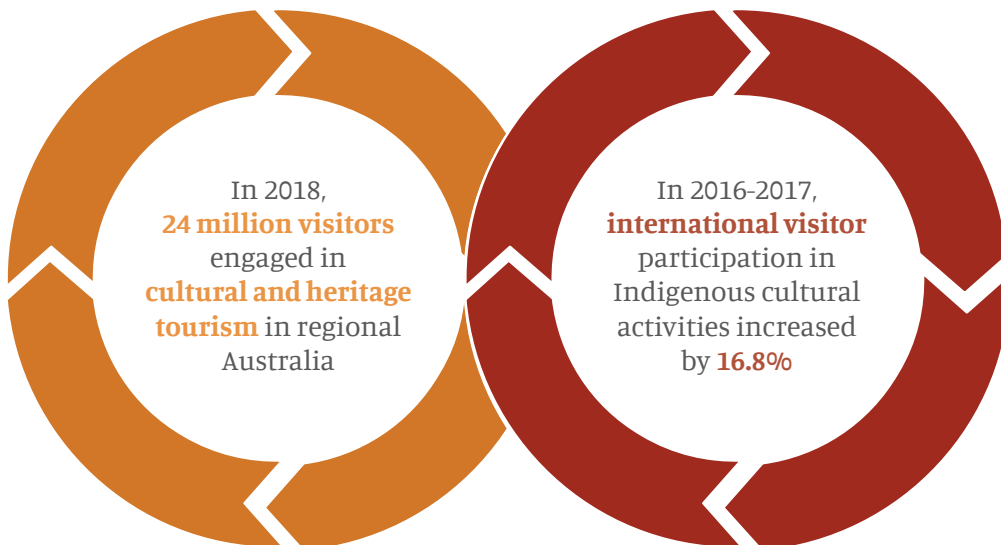 In 2018,
24 million visitors
engaged in
cultural and heritage
tourism in regional
Australia
In 2016-2017,
international visitor
participation in
Indigenous cultural
activities increased
by 16.8%